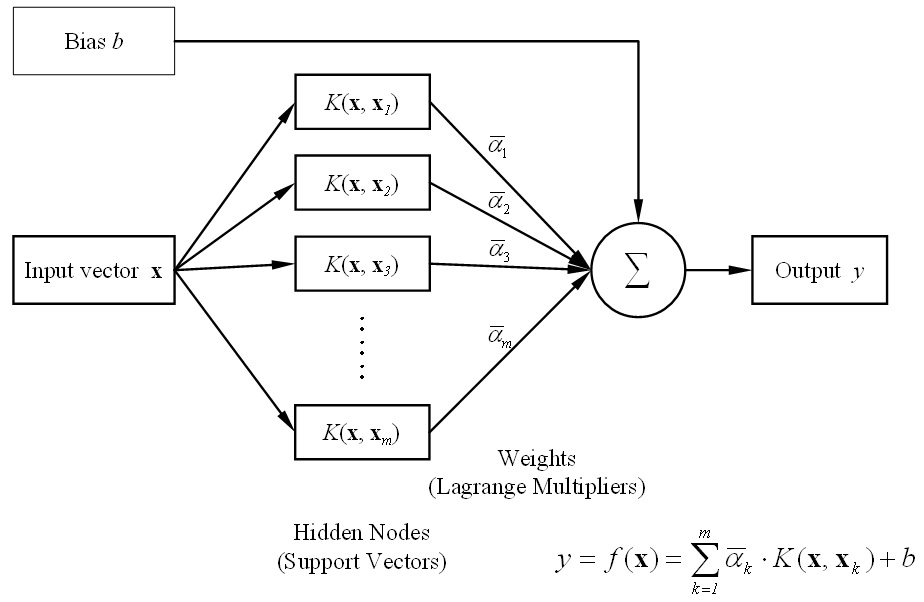 Bias b
K(x, x₁)
ᾱ₁
K(x, x₂)
ᾱ₂
K(x, x₃)
ᾱ₃
Input vector x
∑
Output y
ᾱₘ
K(x, xₘ)
Weights
(Lagrange Multipliers)
Hidden Nodes
(Support Vectors)
y = f(x) = ∑_{k=1}^{m} ᾱₖ · K(x, xₖ) + b